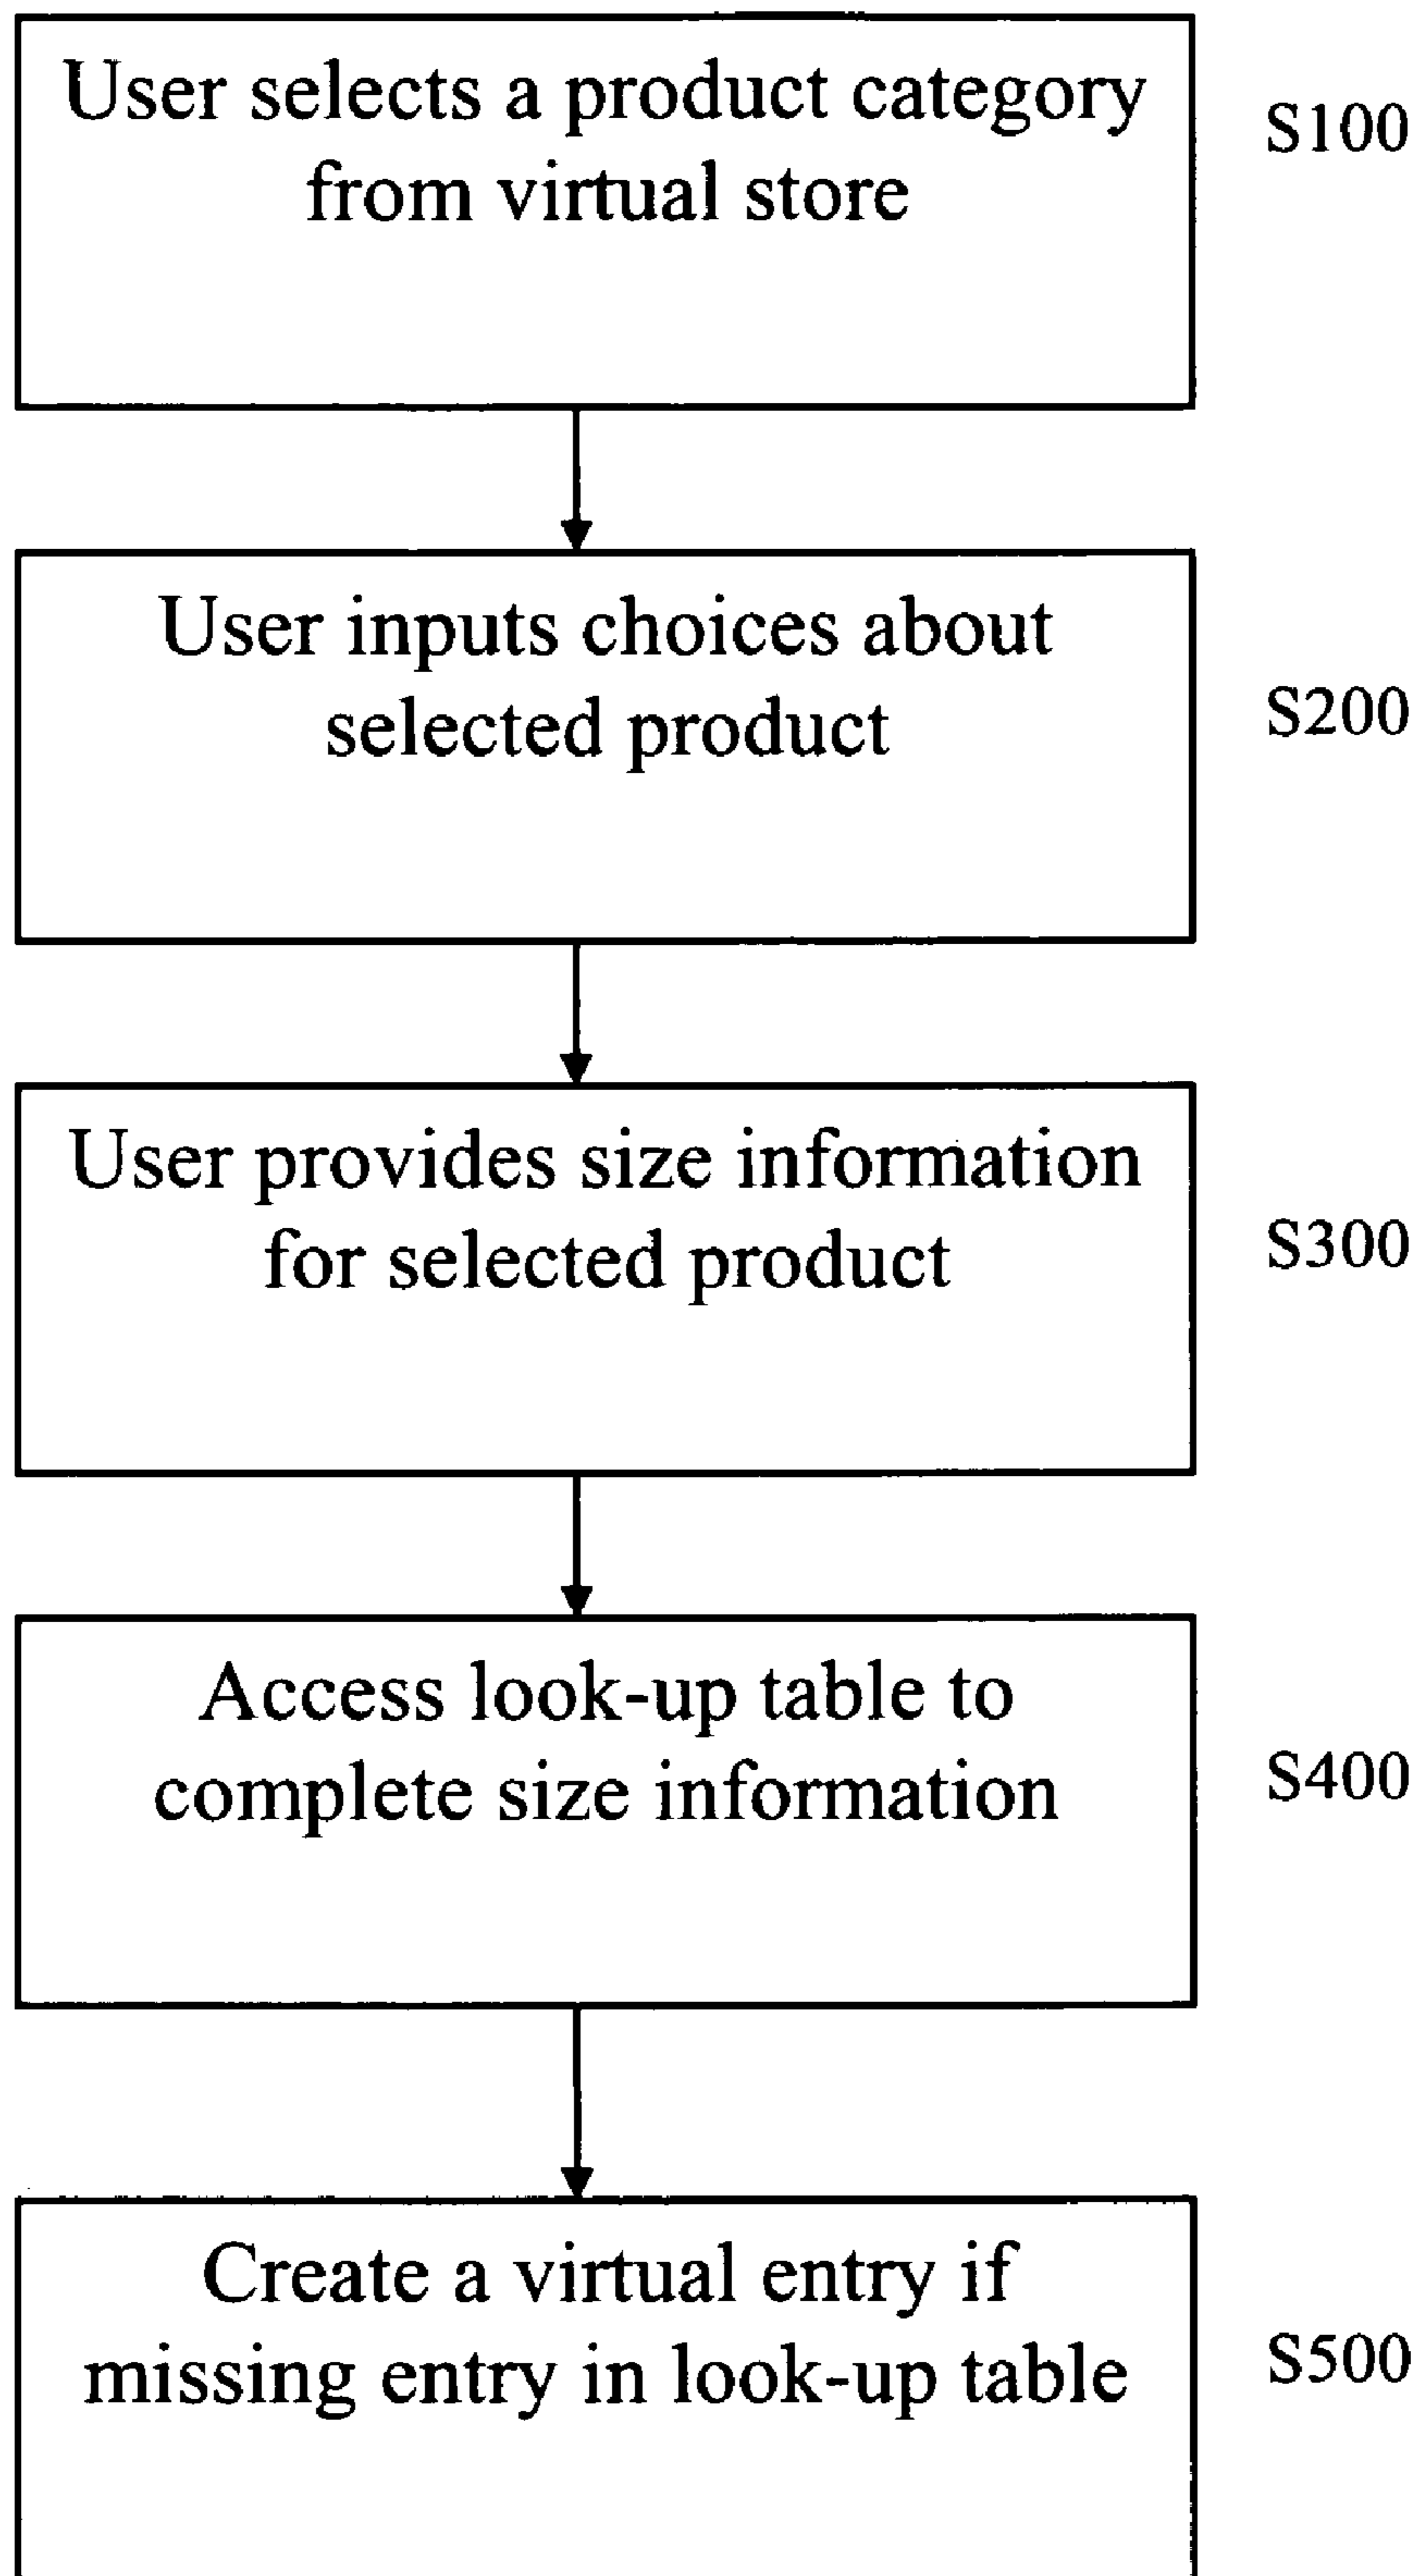 User selects a product category
from virtual store
S100
User inputs choices about
selected product
S200
User provides size information
for selected product
S300
Access look-up table to
complete size information
S400
Create a virtual entry if
missing entry in look-up table
S500